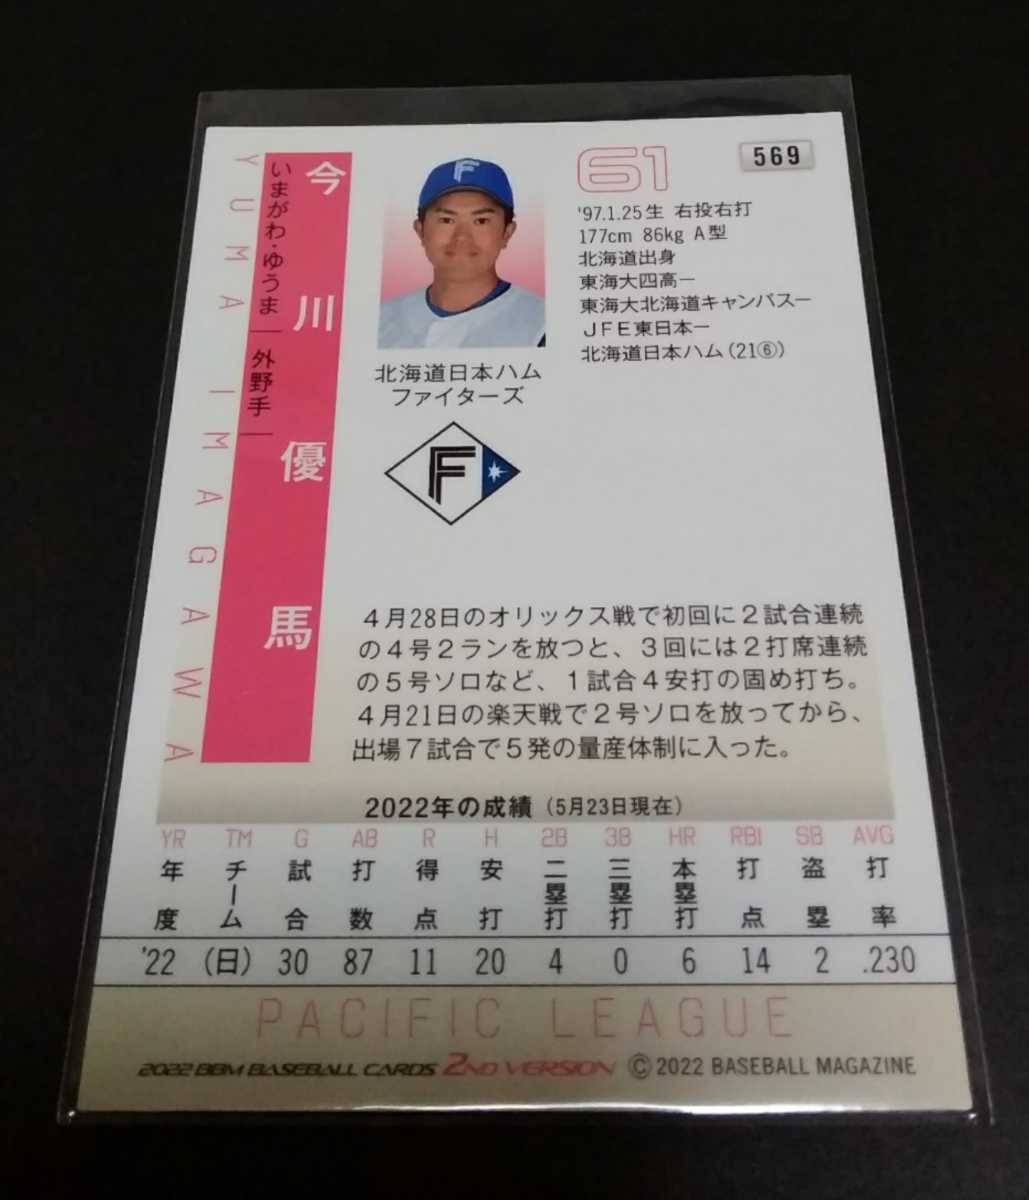 今川優馬
いまがわ・ゆうま｜外野手｜
YUMA IMAGAWA
F
北海道日本ハム
ファイターズ
F
61
569
'97.1.25生 右投右打
177cm 86kg A型
北海道出身
東海大四高ー
東海大北海道キャンパスー
JFE東日本ー
北海道日本ハム(21⑥)
４月28日のオリックス戦で初回に２試合連続
の４号２ランを放つと、３回には２打席連続
の５号ソロなど、１試合４安打の固め打ち。
４月21日の楽天戦で２号ソロを放ってから、
出場７試合で５発の量産体制に入った。
2022年の成績（5月23日現在）
YR TM G AB R H 2B 3B HR RBI SB AVG
年度 チーム 試合 打数 得点 安打 二塁打 三塁打 本塁打 打点 盗塁 打率
'22 (日) 30 87 11 20 4 0 6 14 2 .230
PACIFIC LEAGUE
2022 BBM BASEBALL CARDS 2ND VERSION © 2022 BASEBALL MAGAZINE